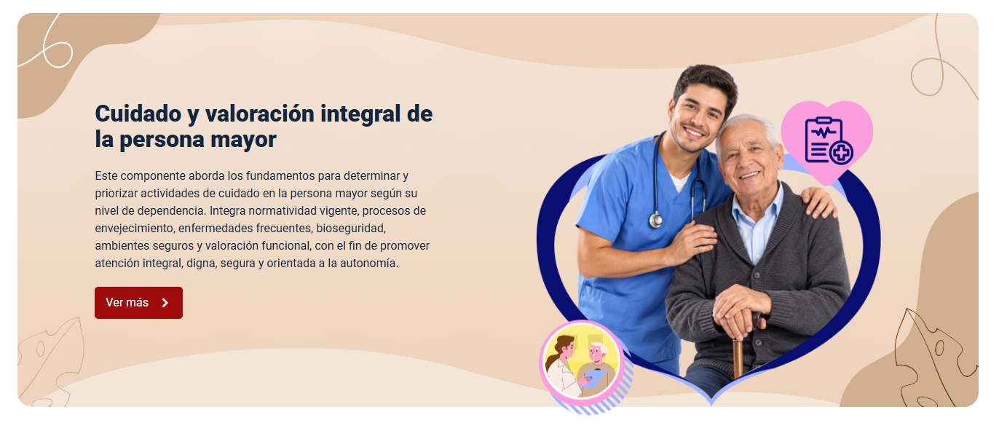 Cuidado y valoración integral de
la persona mayor
Este componente aborda los fundamentos para determinar y
priorizar actividades de cuidado en la persona mayor según su
nivel de dependencia. Integra normatividad vigente, procesos de
envejecimiento, enfermedades frecuentes, bioseguridad,
ambientes seguros y valoración funcional, con el fin de promover
atención integral, digna, segura y orientada a la autonomía.
Ver más